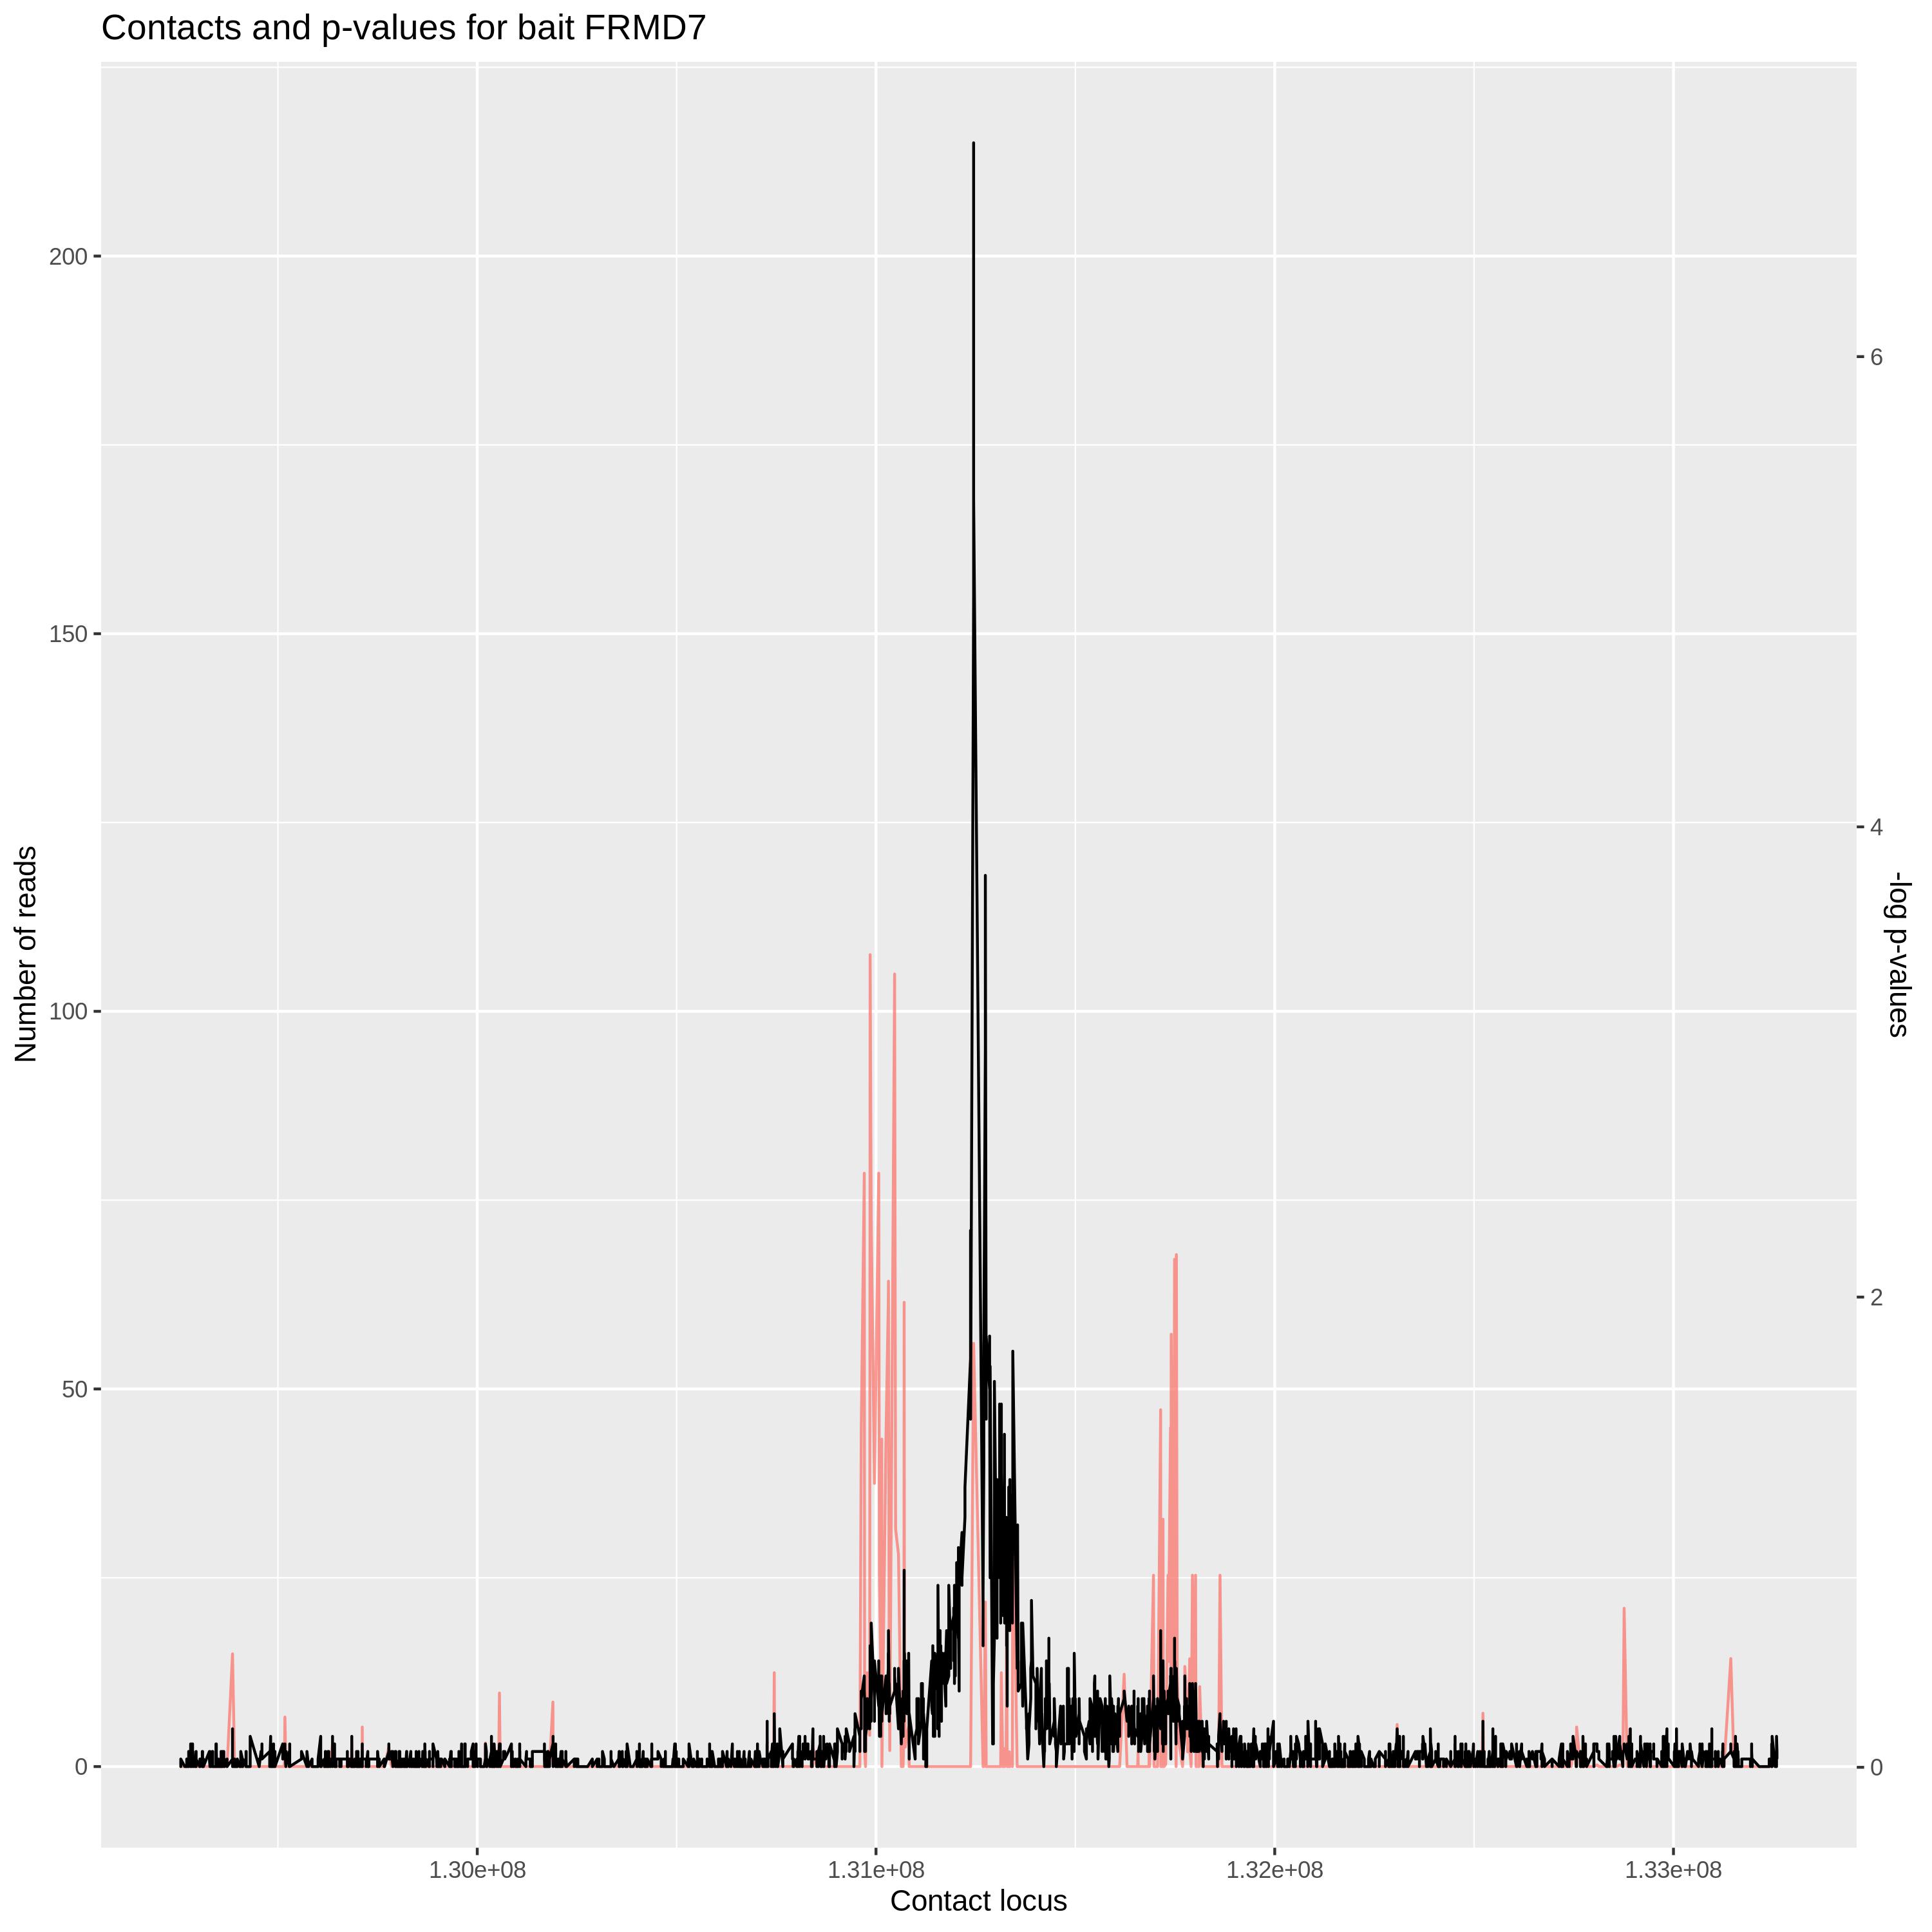 Contacts and p-values for bait FRMD7
200
150
100
50
0
Number of reads
6
4
2
0
-log p-values
1.30e+08 1.31e+08 1.32e+08 1.33e+08
Contact locus